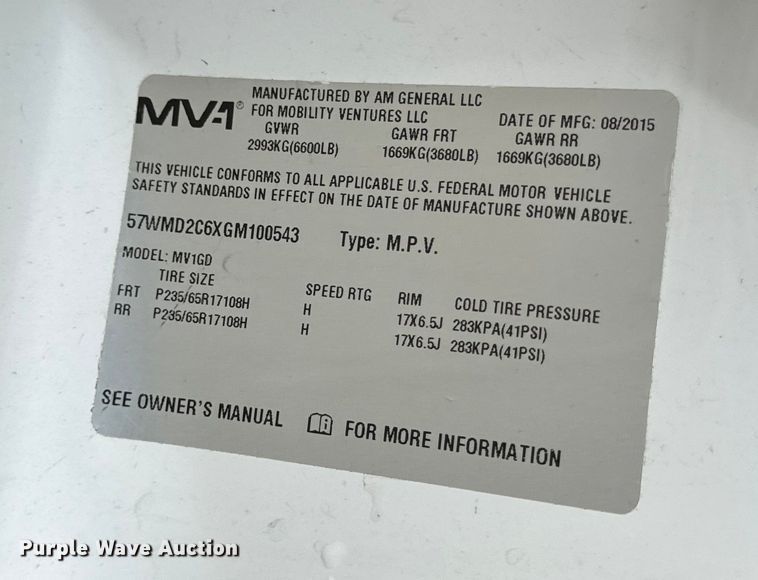 MV-1® MANUFACTURED BY AM GENERAL LLC
FOR MOBILITY VENTURES LLC DATE OF MFG: 08/2015
GVWR GAWR FRT GAWR RR
2993KG(6600LB) 1669KG(3680LB) 1669KG(3680LB)
THIS VEHICLE CONFORMS TO ALL APPLICABLE U.S. FEDERAL MOTOR VEHICLE
SAFETY STANDARDS IN EFFECT ON THE DATE OF MANUFACTURE SHOWN ABOVE.
57WMD2C6XGM100543 Type: M.P.V.
MODEL: MV1GD
TIRE SIZE SPEED RTG RIM COLD TIRE PRESSURE
FRT P235/65R17108H H 17X6.5J 283KPA(41PSI)
RR P235/65R17108H H 17X6.5J 283KPA(41PSI)
SEE OWNER'S MANUAL FOR MORE INFORMATION
Purple Wave Auction